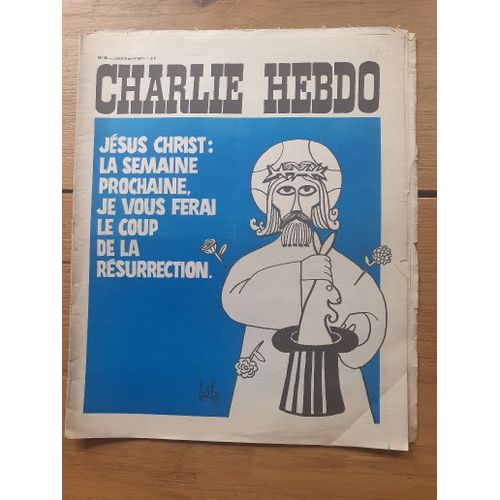 CHARLIE HEBDO
JÉSUS CHRIST:
LA SEMAINE
PROCHAINE,
JE VOUS FERAI
LE COUP
DE LA
RÉSURRECTION.